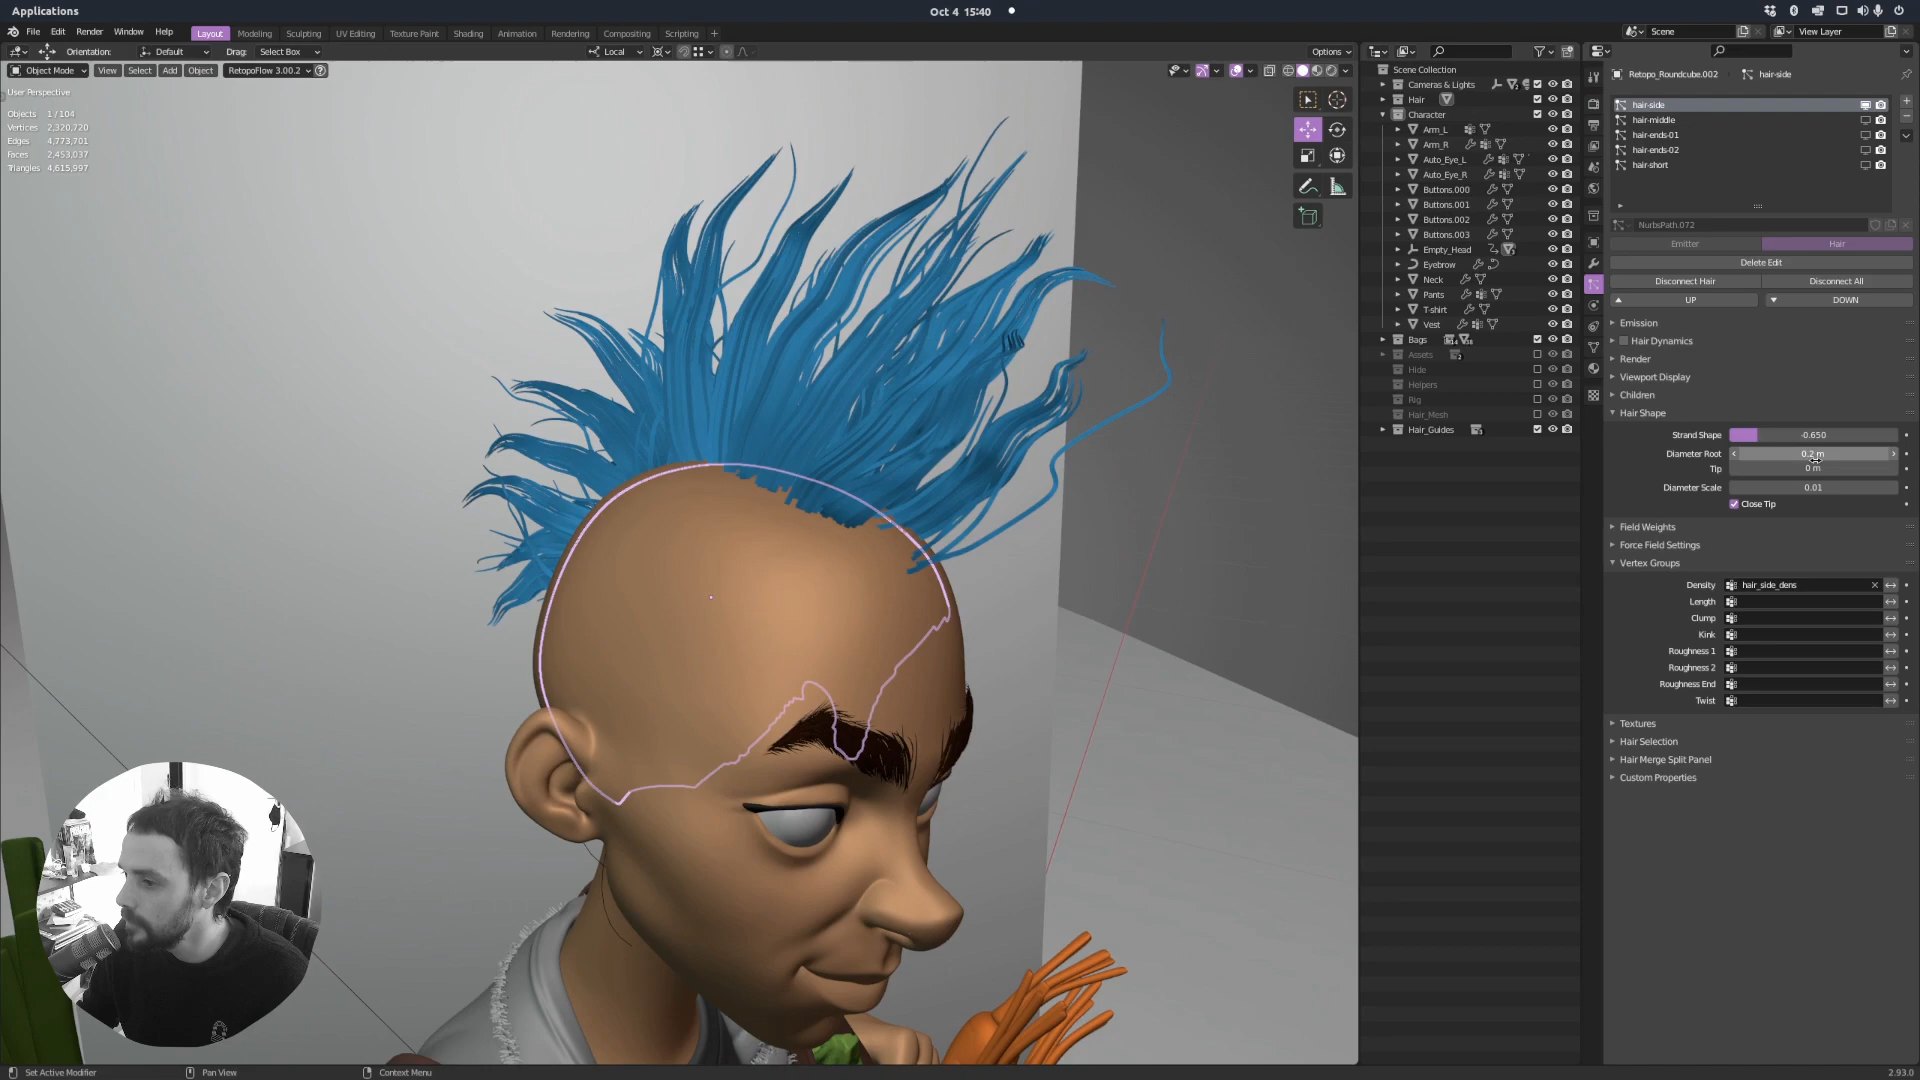 Applications
Oct 4 15:40
File Edit Render Window Help
Layout Modeling Sculpting UV Editing Texture Paint Shading Animation Rendering Compositing Scripting +
Scene
View Layer
Orientation: Default Drag: Select Box
Local
Options
Object Mode View Select Add Object RetopoFlow 3.00.2
User Perspective
Objects 1 / 104
Vertices 2,320,720
Edges 4,773,701
Faces 2,453,037
Triangles 4,615,997
Scene Collection
Cameras & Lights
Hair
Character
Arm_L
Arm_R
Auto_Eye_L
Auto_Eye_R
Buttons.000
Buttons.001
Buttons.002
Buttons.003
Empty_Head
Eyebrow
Neck
Pants
T-shirt
Vest
Bags
Assets
Hide
Helpers
Rig
Hair_Mesh
Hair_Guides
Retopo_Roundcube.002 hair-side
hair-side
hair-middle
hair-ends-01
hair-ends-02
hair-short
NurbsPath.072
Emitter Hair
Delete Edit
Disconnect Hair Disconnect All
UP DOWN
Emission
Hair Dynamics
Render
Viewport Display
Children
Hair Shape
Strand Shape -0.650
Diameter Root 0.2 m
Tip 0 m
Diameter Scale 0.01
Close Tip
Field Weights
Force Field Settings
Vertex Groups
Density hair_side_dens
Length
Clump
Kink
Roughness 1
Roughness 2
Roughness End
Twist
Textures
Hair Selection
Hair Merge Split Panel
Custom Properties
Set Active Modifier Pan View Context Menu
2.93.0